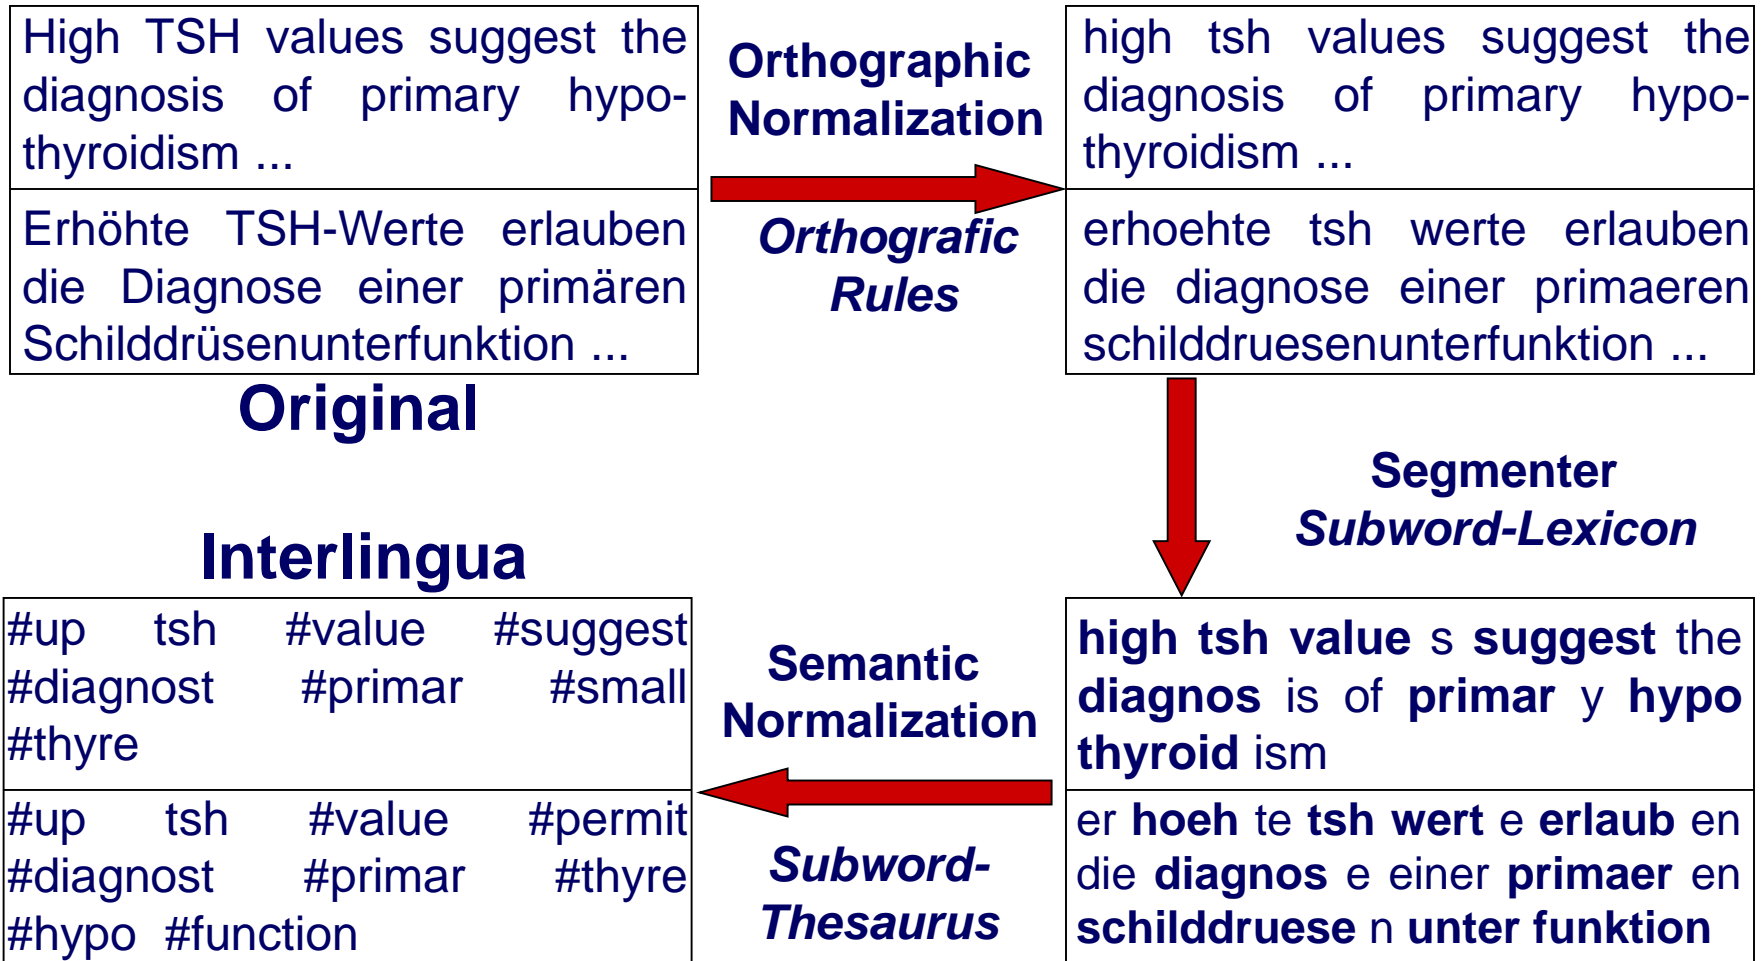 High TSH values suggest the
diagnosis of primary hypo-
thyroidism ...
Erhöhte TSH-Werte erlauben
die Diagnose einer primären
Schilddrüsenunterfunktion ...
Original
Orthographic
Normalization
Orthografic
Rules
high tsh values suggest the
diagnosis of primary hypo-
thyroidism ...
erhoehte tsh werte erlauben
die diagnose einer primaeren
schilddruesenunterfunktion ...
Segmenter
Subword-Lexicon
high tsh value s suggest the
diagnos is of primar y hypo
thyroid ism
er hoeh te tsh wert e erlaub en
die diagnos e einer primaer en
schilddruese n unter funktion
Semantic
Normalization
Subword-
Thesaurus
Interlingua
#up tsh #value #suggest
#diagnost #primar #small
#thyre
#up tsh #value #permit
#diagnost #primar #thyre
#hypo #function